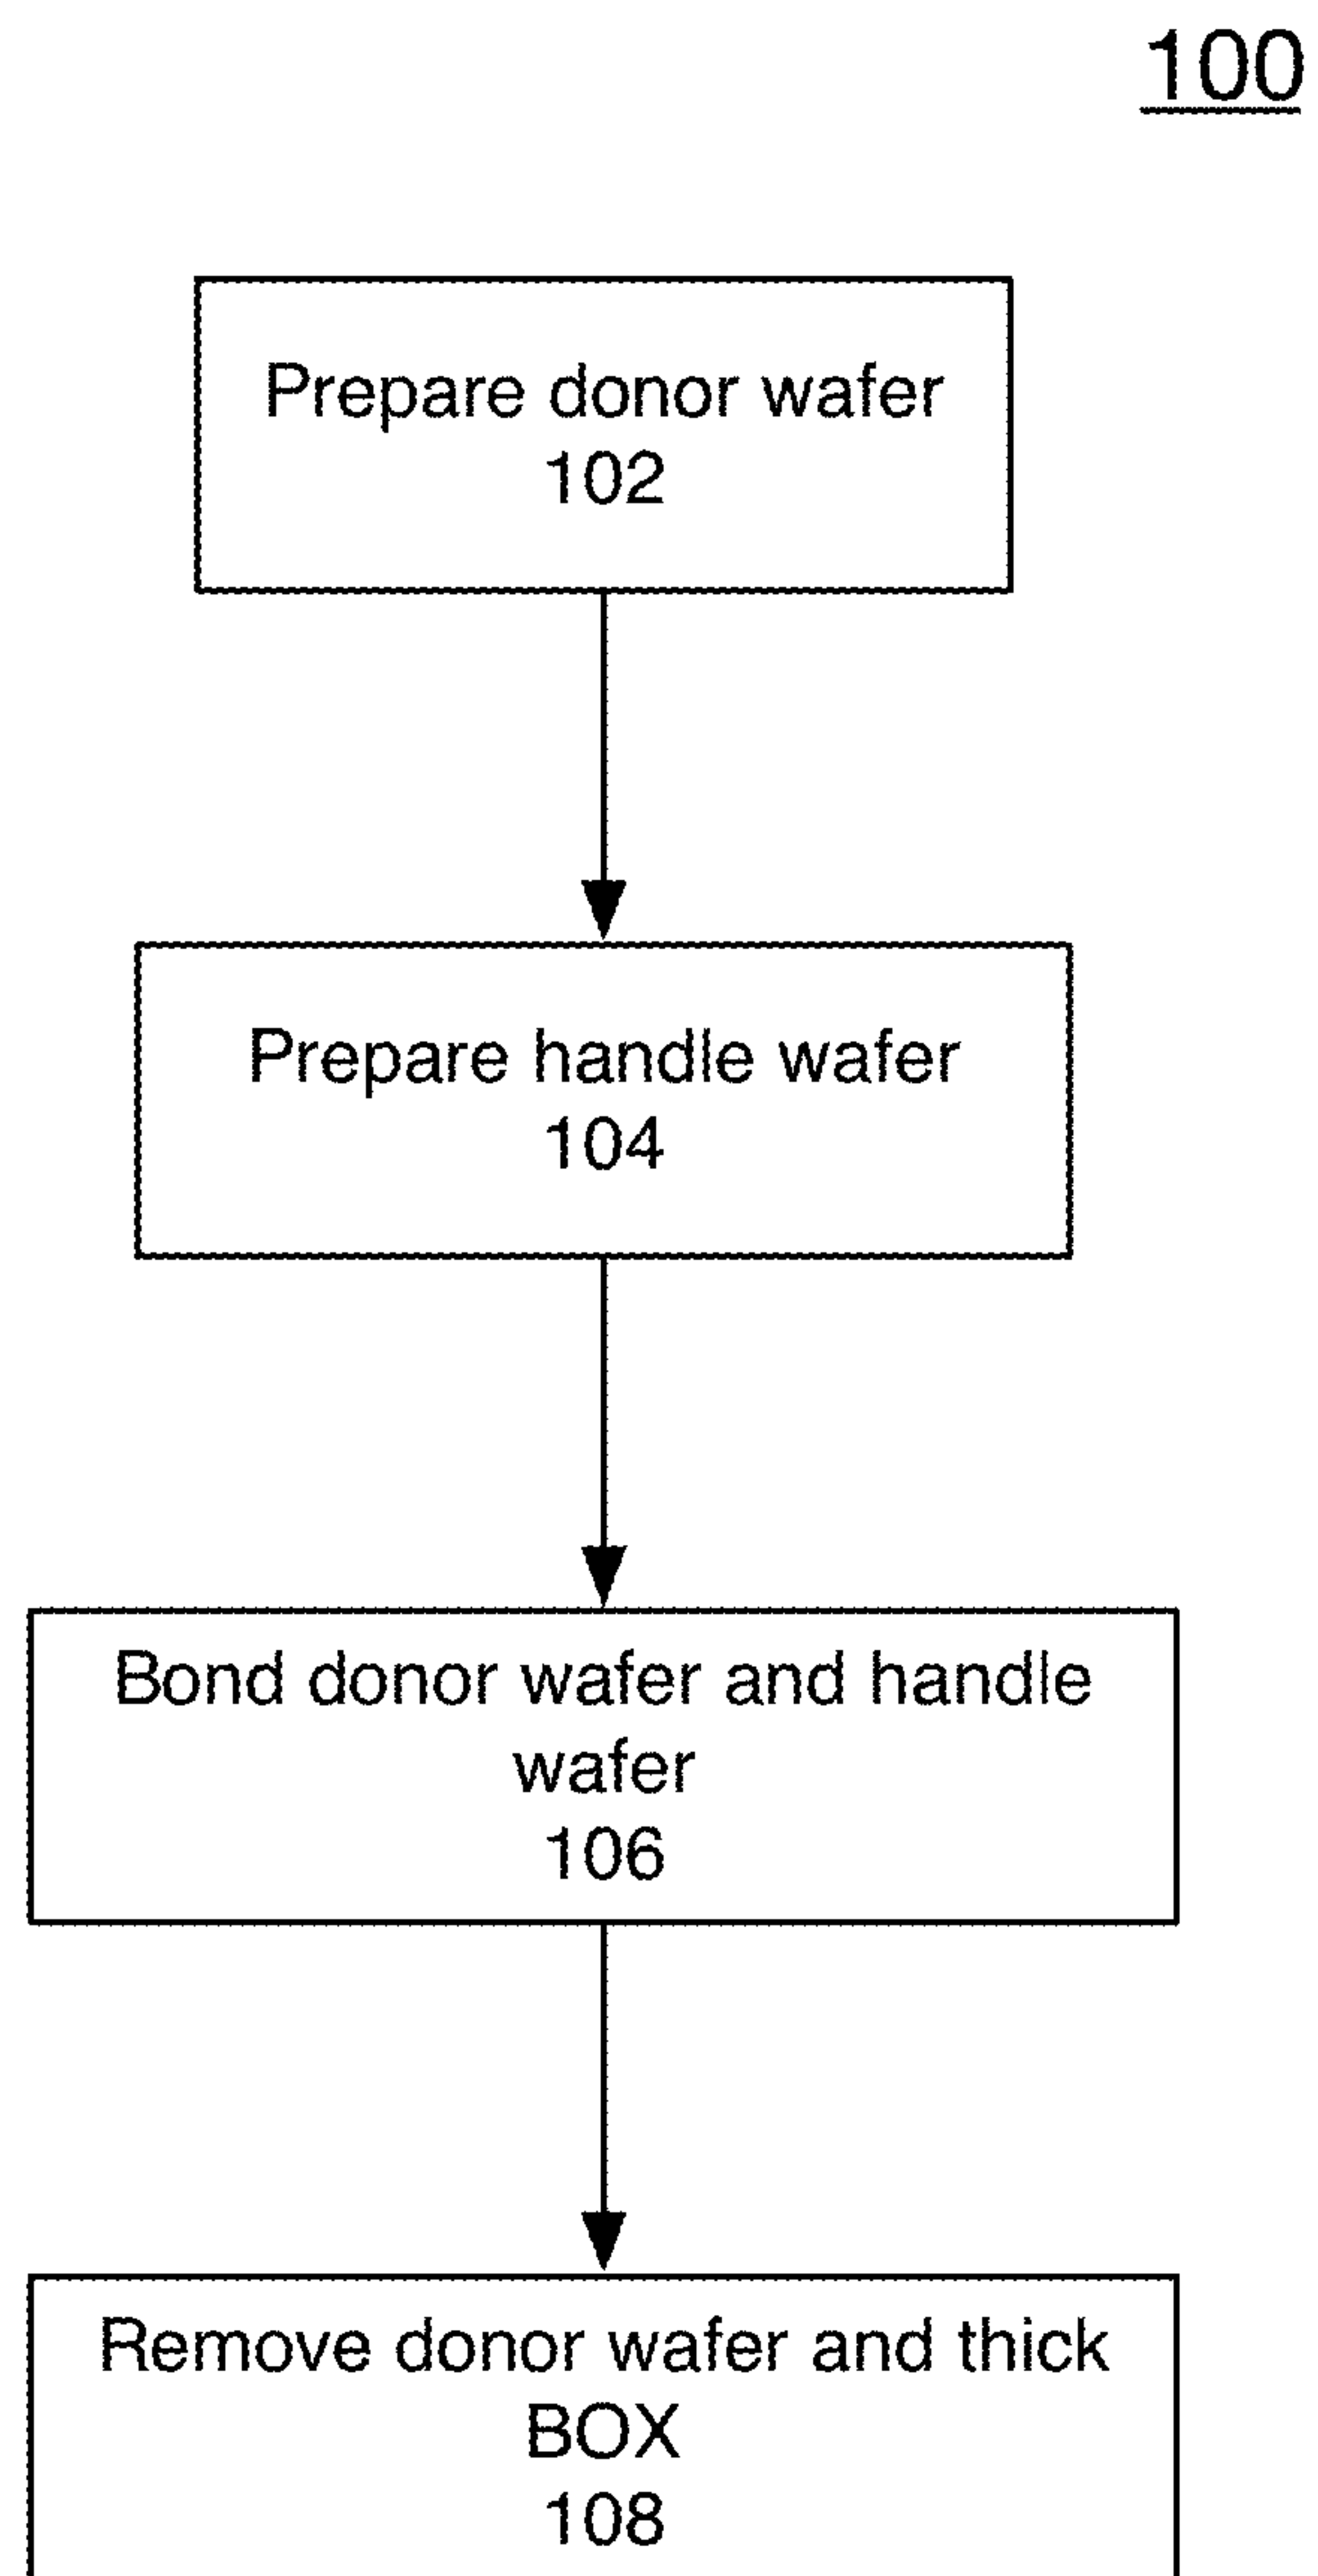 100
Prepare donor wafer
102
Prepare handle wafer
104
Bond donor wafer and handle
wafer
106
Remove donor wafer and thick
BOX
108